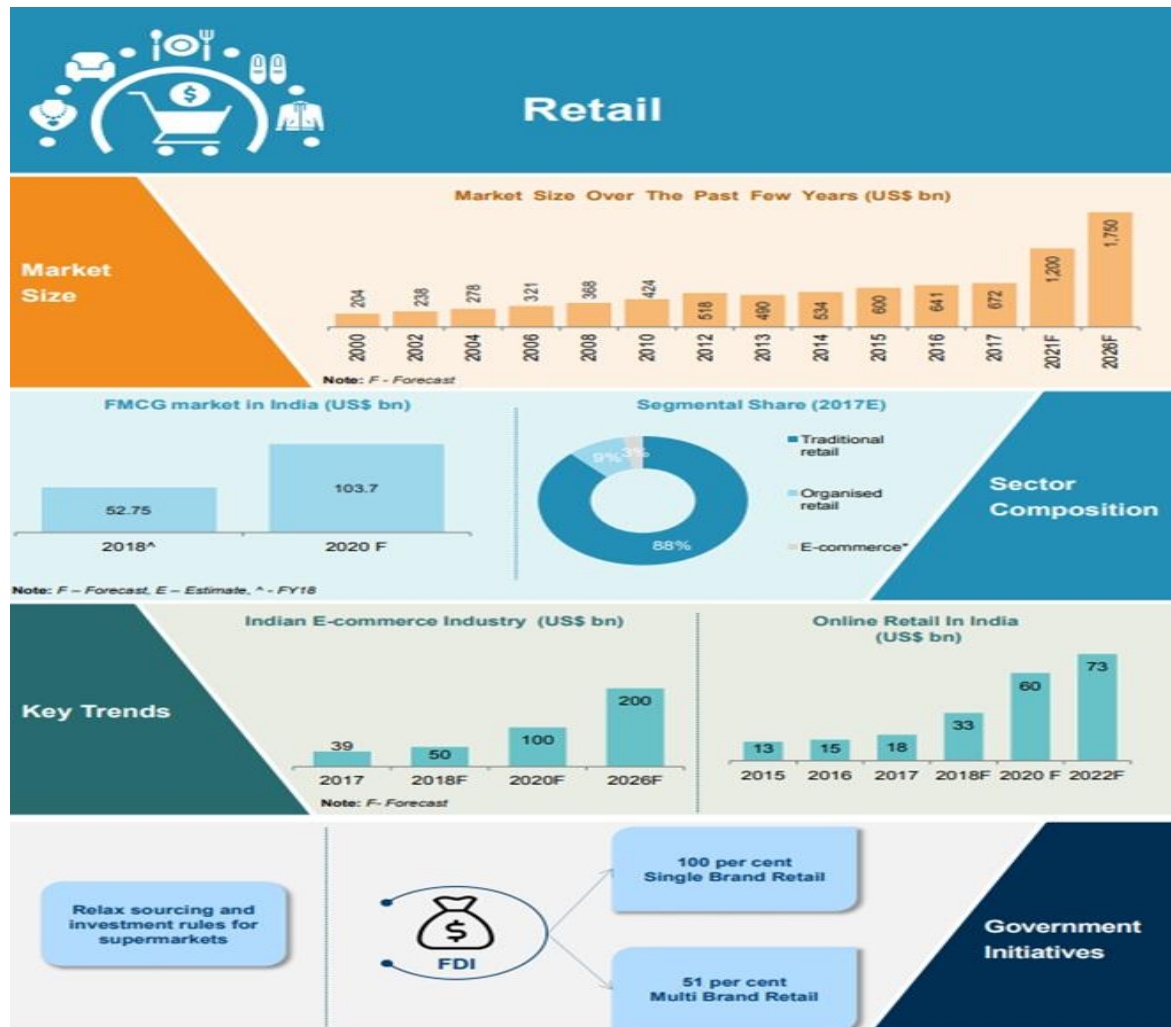 Retail
Market Size Over The Past Few Years (US$ bn)
Market
Size
204
238
278
321
368
424
518
490
534
600
641
672
1,200
1,750
2000
2002
2004
2006
2008
2010
2012
2013
2014
2015
2016
2017
2021F
2026F
Note: F - Forecast
FMCG market in India (US$ bn)
52.75
103.7
2018^
2020 F
Note: F – Forecast, E – Estimate, ^ - FY18
Segmental Share (2017E)
9%
3%
88%
Traditional
retail
Organised
retail
E-commerce*
Sector
Composition
Key Trends
Indian E-commerce Industry (US$ bn)
39
50
100
200
2017
2018F
2020F
2026F
Note: F- Forecast
Online Retail In India
(US$ bn)
13
15
18
33
60
73
2015
2016
2017
2018F
2020 F
2022F
Relax sourcing and
investment rules for
supermarkets
$
FDI
100 per cent
Single Brand Retail
51 per cent
Multi Brand Retail
Government
Initiatives